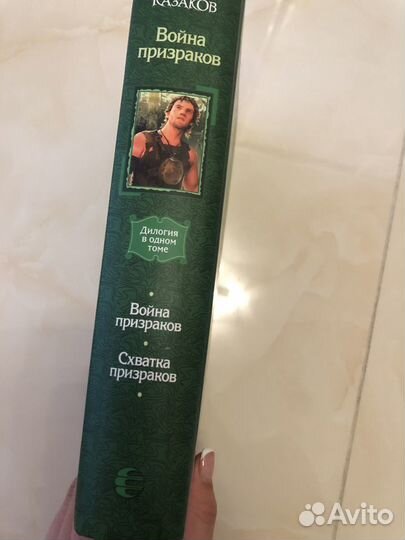 КАЗАКОВ
Война
призраков
Дилогия
в одном
томе
Война
призраков
Схватка
призраков
Avito